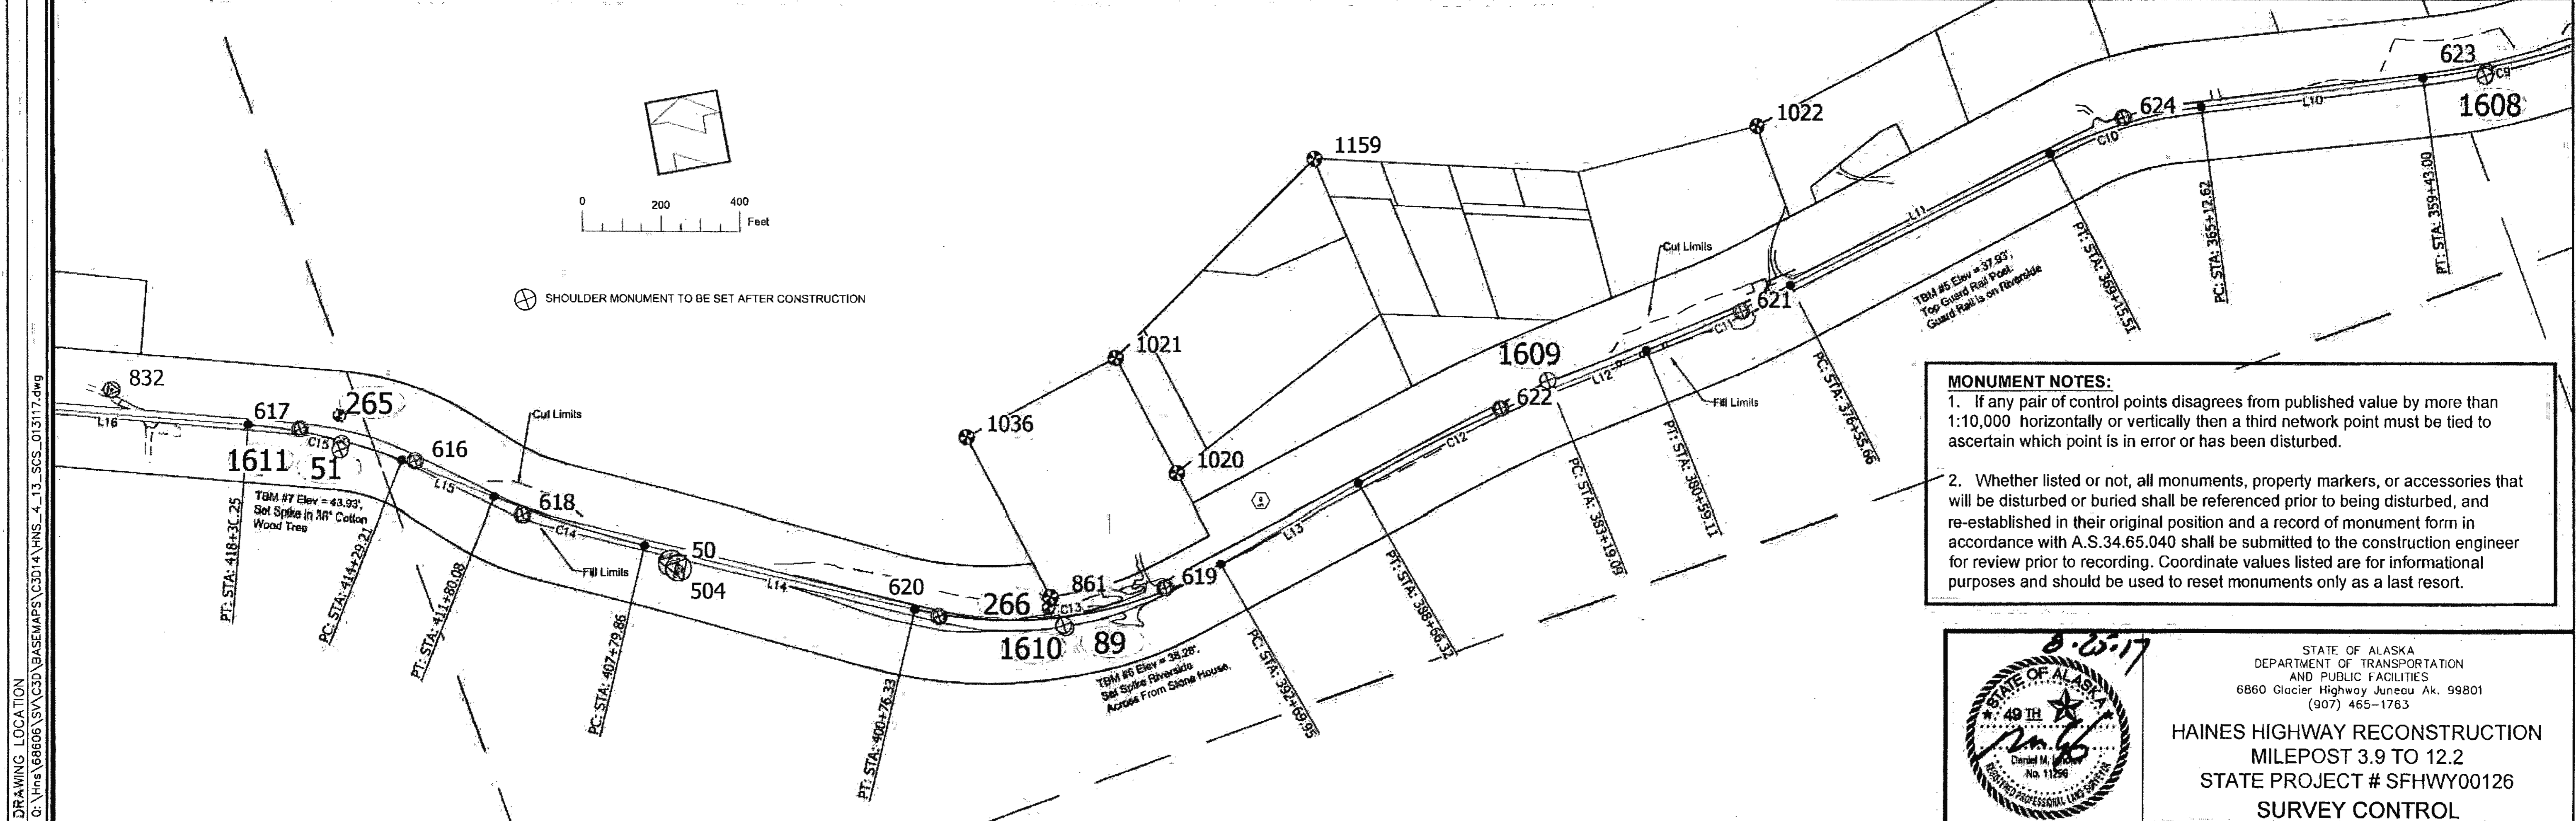 DRAWING LOCATION
Q:\Hns\68606\SV\C3D\BASEMAPS\C3D14\HNS_4_13_SCS_013117.dwg
0 200 400
Feet
SHOULDER MONUMENT TO BE SET AFTER CONSTRUCTION
832
L16
617
265
C15
1611
51
616
TBM #7 Elev = 43.93',
Set Spike in 36" Cotton
Wood Tree
PT: STA: 418+30.25
PC: STA: 414+29.21
L15
Cut Limits
618
C14
Fill Limits
PT: STA: 411+80.08
50
504
PC: STA: 407+79.86
L14
620
PT: STA: 400+76.33
1036
1021
1020
1159
266
861
C13
619
1610
89
TBM #6 Elev = 38.28',
Set Spike Riverside
Across From Stone House.
PC: STA: 392+69.95
L13
PT: STA: 388+66.32
C12
622
1609
L12
PC: STA: 383+19.09
Cut Limits
Fill Limits
PT: STA: 380+59.11
C11
621
1022
PC: STA: 376+55.66
L11
TBM #5 Elev = 37.93',
Top Guard Rail Post.
Guard Rail is on Riverside
PT: STA: 369+15.51
C10
624
PC: STA: 365+12.62
L10
PT: STA: 359+43.00
623
C9
1608
MONUMENT NOTES:
1. If any pair of control points disagrees from published value by more than
1:10,000 horizontally or vertically then a third network point must be tied to
ascertain which point is in error or has been disturbed.
2. Whether listed or not, all monuments, property markers, or accessories that
will be disturbed or buried shall be referenced prior to being disturbed, and
re-established in their original position and a record of monument form in
accordance with A.S.34.65.040 shall be submitted to the construction engineer
for review prior to recording. Coordinate values listed are for informational
purposes and should be used to reset monuments only as a last resort.
8-25-17
STATE OF ALASKA
49 TH
Daniel M.
No. 11296
REGISTERED PROFESSIONAL LAND SURVEYOR
STATE OF ALASKA
DEPARTMENT OF TRANSPORTATION
AND PUBLIC FACILITIES
6860 Glacier Highway Juneau Ak. 99801
(907) 465-1763
HAINES HIGHWAY RECONSTRUCTION
MILEPOST 3.9 TO 12.2
STATE PROJECT # SFHWY00126
SURVEY CONTROL